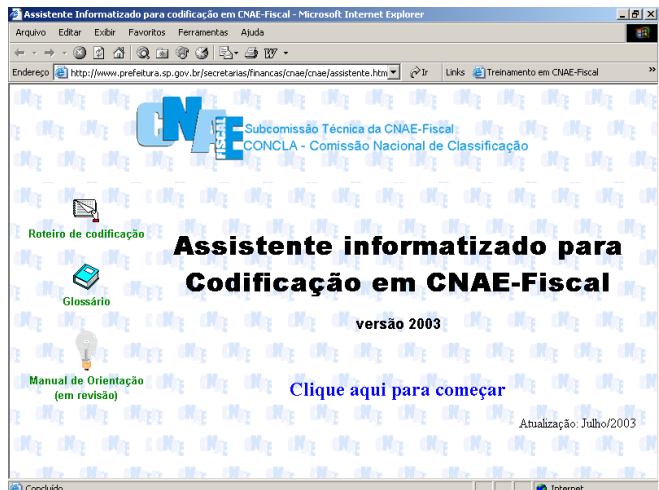 Assistente Informatizado para codificação em CNAE-Fiscal - Microsoft Internet Explorer
Arquivo Editar Exibir Favoritos Ferramentas Ajuda
Endereço http://www.prefeitura.sp.gov.br/secretarias/financas/cnae/cnae/assistente.htm Ir Links Treinamento em CNAE-Fiscal »
CNAE FISCAL
Subcomissão Técnica da CNAE-Fiscal
CONCLA - Comissão Nacional de Classificação
Roteiro de codificação
Assistente informatizado para
Codificação em CNAE-Fiscal
Glossário
versão 2003
Manual de Orientação
(em revisão)
Clique aqui para começar
Atualização: Julho/2003
Concluído Internet